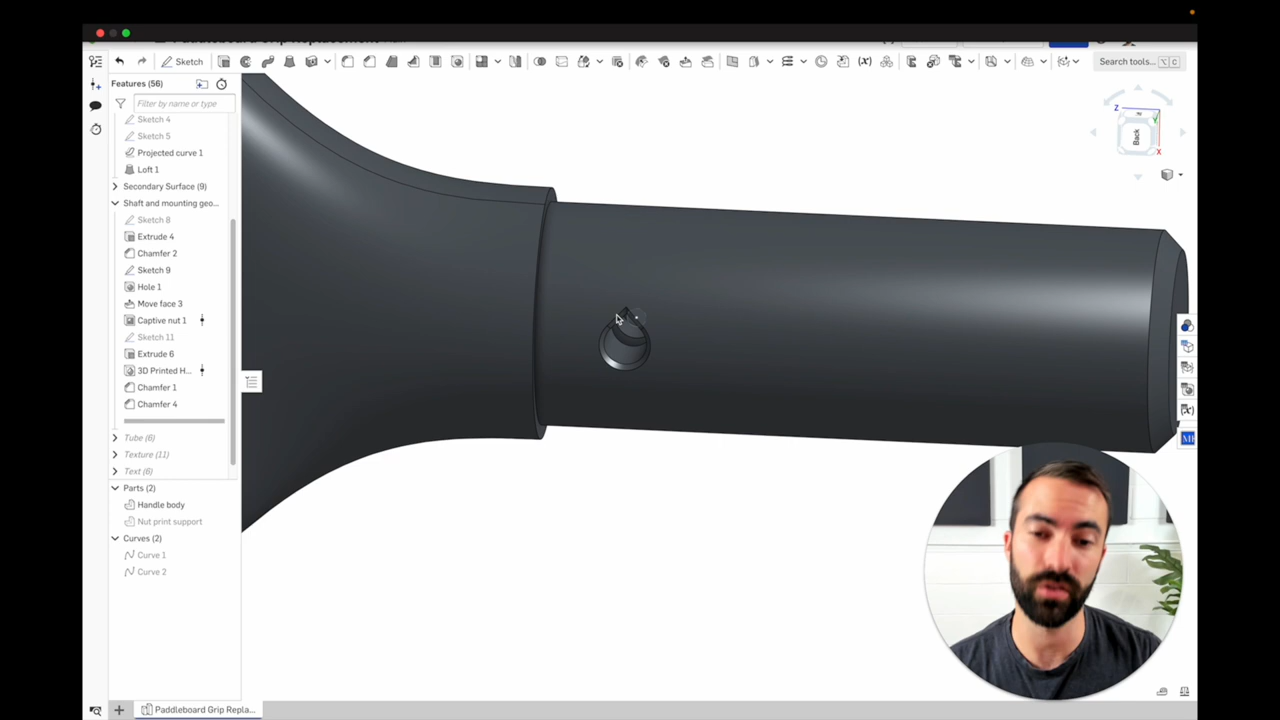 Sketch
Search tools...
Features (56)
Filter by name or type
Sketch 4
Sketch 5
Projected curve 1
Loft 1
Secondary Surface (9)
Shaft and mounting geo...
Sketch 8
Extrude 4
Chamfer 2
Sketch 9
Hole 1
Move face 3
Captive nut 1
Sketch 11
Extrude 6
3D Printed H...
Chamfer 1
Chamfer 4
Tube (6)
Texture (11)
Text (6)
Parts (2)
Handle body
Nut print support
Curves (2)
Curve 1
Curve 2
Z
Y
Back
X
Paddleboard Grip Repla...